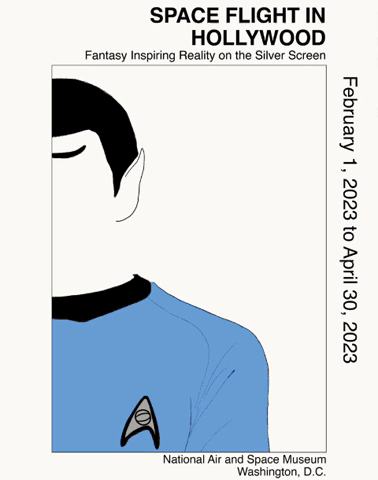 SPACE FLIGHT IN
HOLLYWOOD
Fantasy Inspiring Reality on the Silver Screen
February 1, 2023 to April 30, 2023
National Air and Space Museum
Washington, D.C.